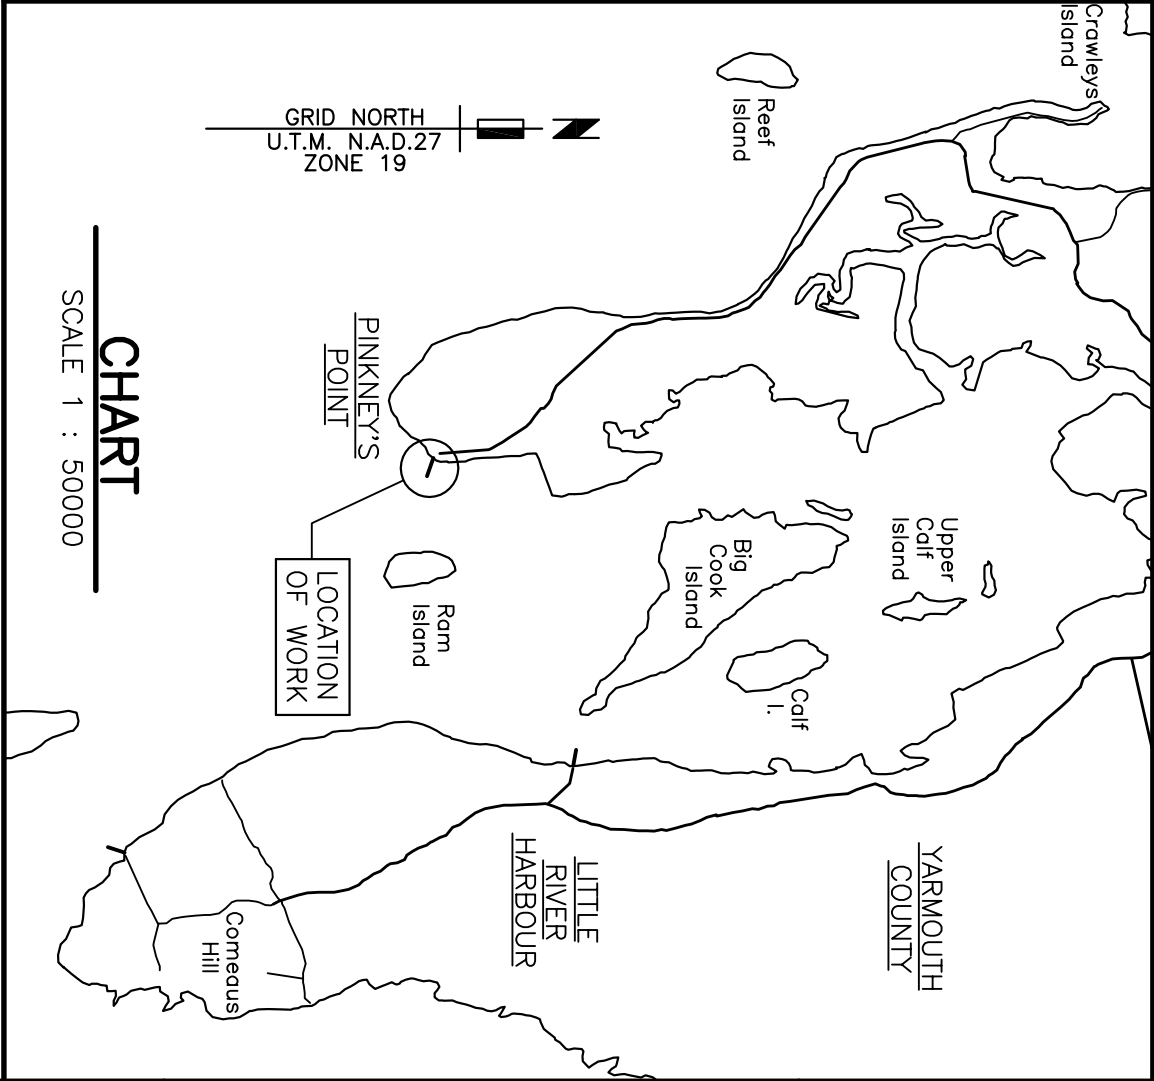 Crawleys
Island
Reef
Island
GRID NORTH
U.T.M. N.A.D.27
ZONE 19
PINKNEY'S
POINT
CHART
SCALE 1 : 50000
Upper
Calf
Island
Big
Cook
Island
Ram
Island
LOCATION
OF WORK
Calf
I.
YARMOUTH
COUNTY
LITTLE
RIVER
HARBOUR
Comeaus
Hill
N